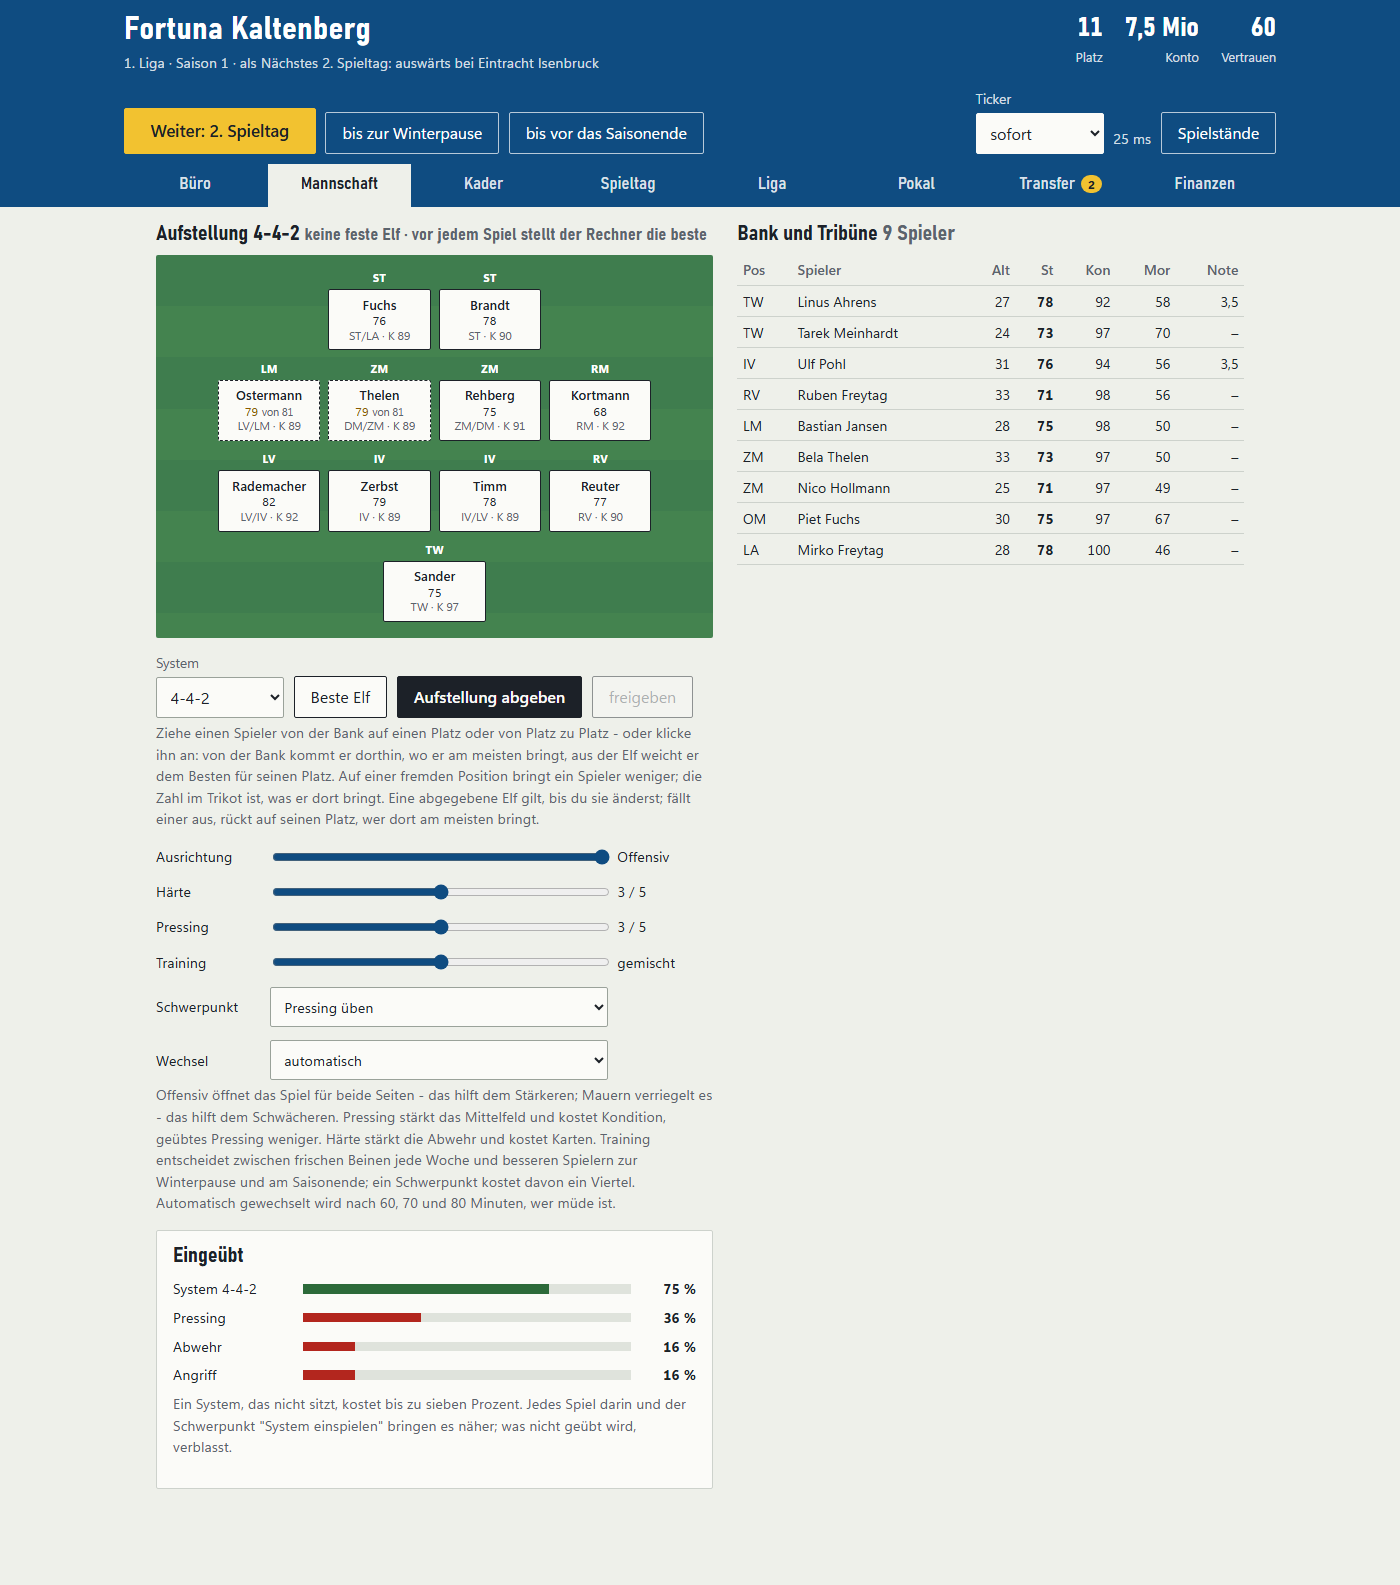 Fortuna Kaltenberg
1. Liga · Saison 1 · als Nächstes 2. Spieltag: auswärts bei Eintracht Isenbruck
11 7,5 Mio 60
Platz Konto Vertrauen
Weiter: 2. Spieltag bis zur Winterpause bis vor das Saisonende
Ticker
sofort 25 ms Spielstände
Büro Mannschaft Kader Spieltag Liga Pokal Transfer 2 Finanzen
Aufstellung 4-4-2 keine feste Elf · vor jedem Spiel stellt der Rechner die beste
ST ST
Fuchs Brandt
76 78
ST/LA · K 89 ST · K 90
LM ZM ZM RM
Ostermann Thelen Rehberg Kortmann
79 von 81 79 von 81 75 68
LV/LM · K 89 DM/ZM · K 89 ZM/DM · K 91 RM · K 92
LV IV IV RV
Rademacher Zerbst Timm Reuter
82 79 78 77
LV/IV · K 92 IV · K 89 IV/LV · K 89 RV · K 90
TW
Sander
75
TW · K 97
System
4-4-2 Beste Elf Aufstellung abgeben freigeben
Ziehe einen Spieler von der Bank auf einen Platz oder von Platz zu Platz - oder klicke
ihn an: von der Bank kommt er dorthin, wo er am meisten bringt, aus der Elf weicht er
dem Besten für seinen Platz. Auf einer fremden Position bringt ein Spieler weniger; die
Zahl im Trikot ist, was er dort bringt. Eine abgegebene Elf gilt, bis du sie änderst; fällt
einer aus, rückt auf seinen Platz, wer dort am meisten bringt.
Ausrichtung Offensiv
Härte 3 / 5
Pressing 3 / 5
Training gemischt
Schwerpunkt Pressing üben
Wechsel automatisch
Offensiv öffnet das Spiel für beide Seiten - das hilft dem Stärkeren; Mauern verriegelt es
- das hilft dem Schwächeren. Pressing stärkt das Mittelfeld und kostet Kondition,
geübtes Pressing weniger. Härte stärkt die Abwehr und kostet Karten. Training
entscheidet zwischen frischen Beinen jede Woche und besseren Spielern zur
Winterpause und am Saisonende; ein Schwerpunkt kostet davon ein Viertel.
Automatisch gewechselt wird nach 60, 70 und 80 Minuten, wer müde ist.
Eingeübt
System 4-4-2 75 %
Pressing 36 %
Abwehr 16 %
Angriff 16 %
Ein System, das nicht sitzt, kostet bis zu sieben Prozent. Jedes Spiel darin und der
Schwerpunkt "System einspielen" bringen es näher; was nicht geübt wird,
verblasst.
Bank und Tribüne 9 Spieler
Pos Spieler Alt St Kon Mor Note
TW Linus Ahrens 27 78 92 58 3,5
TW Tarek Meinhardt 24 73 97 70 –
IV Ulf Pohl 31 76 94 56 3,5
RV Ruben Freytag 33 71 98 56 –
LM Bastian Jansen 28 75 98 50 –
ZM Bela Thelen 33 73 97 50 –
ZM Nico Hollmann 25 71 97 49 –
OM Piet Fuchs 30 75 97 67 –
LA Mirko Freytag 28 78 100 46 –